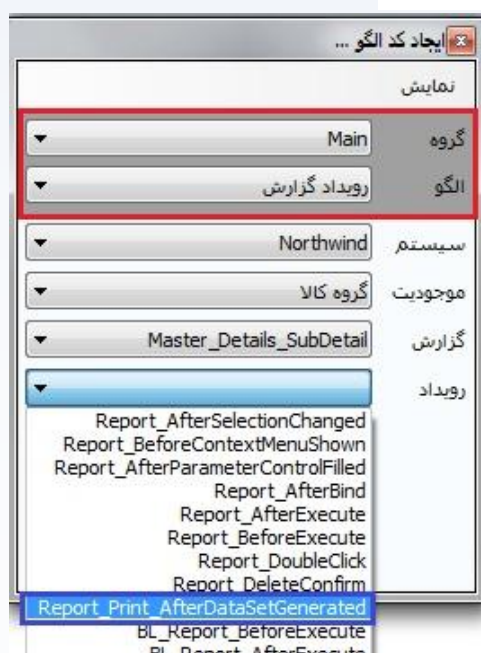 ایجاد کد الگو ...
نمایش
گروه Main
الگو رویداد گزارش
سیستم Northwind
موجودیت گروه کالا
گزارش Master_Details_SubDetail
رویداد
Report_AfterSelectionChanged
Report_BeforeContextMenuShown
Report_AfterParameterControlFilled
Report_AfterBind
Report_AfterExecute
Report_BeforeExecute
Report_DoubleClick
Report_DeleteConfirm
Report_Print_AfterDataSetGenerated
BL_Report_BeforeExecute
BL_Report_AfterExecute